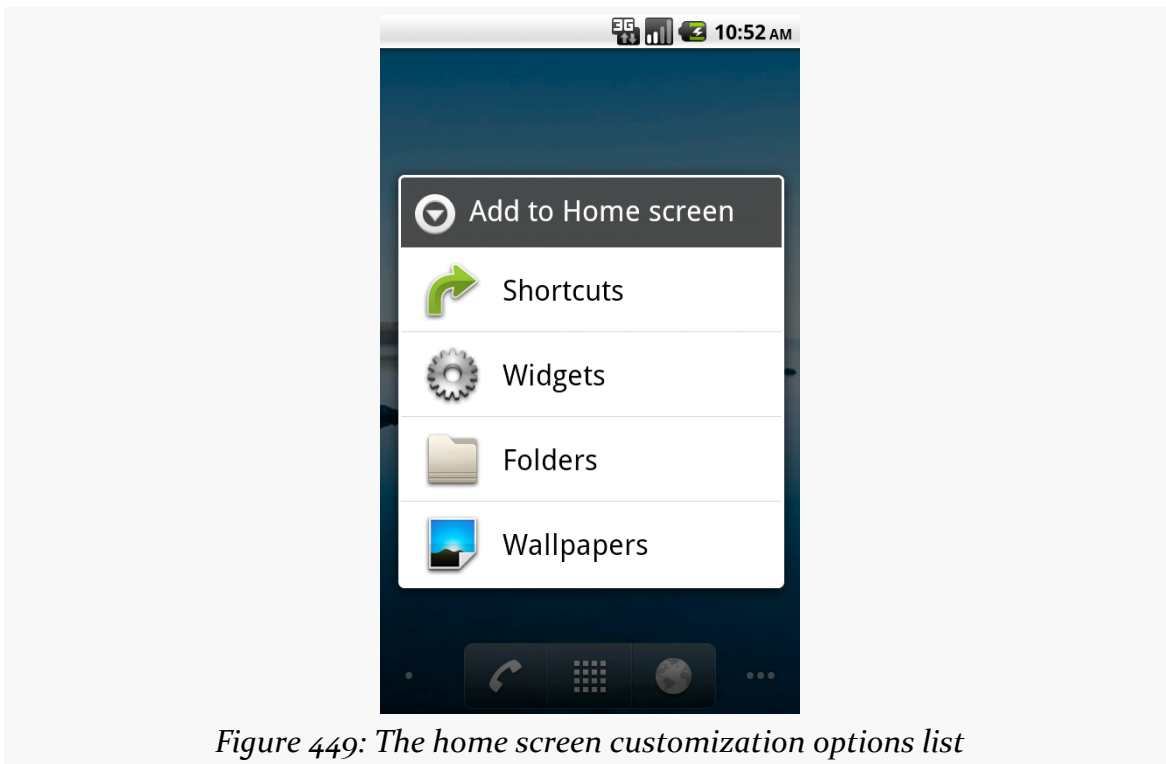 3G 10:52 AM
Add to Home screen
Shortcuts
Widgets
Folders
Wallpapers
Figure 449: The home screen customization options list